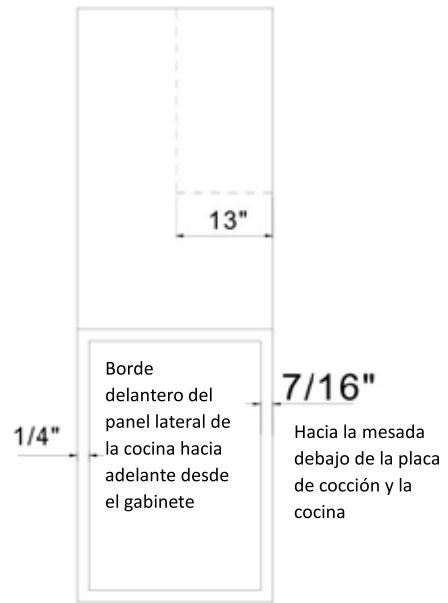 13"
Borde
delantero del
panel lateral de
la cocina hacia
adelante desde
el gabinete
7/16"
1/4"
Hacia la mesada
debajo de la placa
de cocción y la
cocina